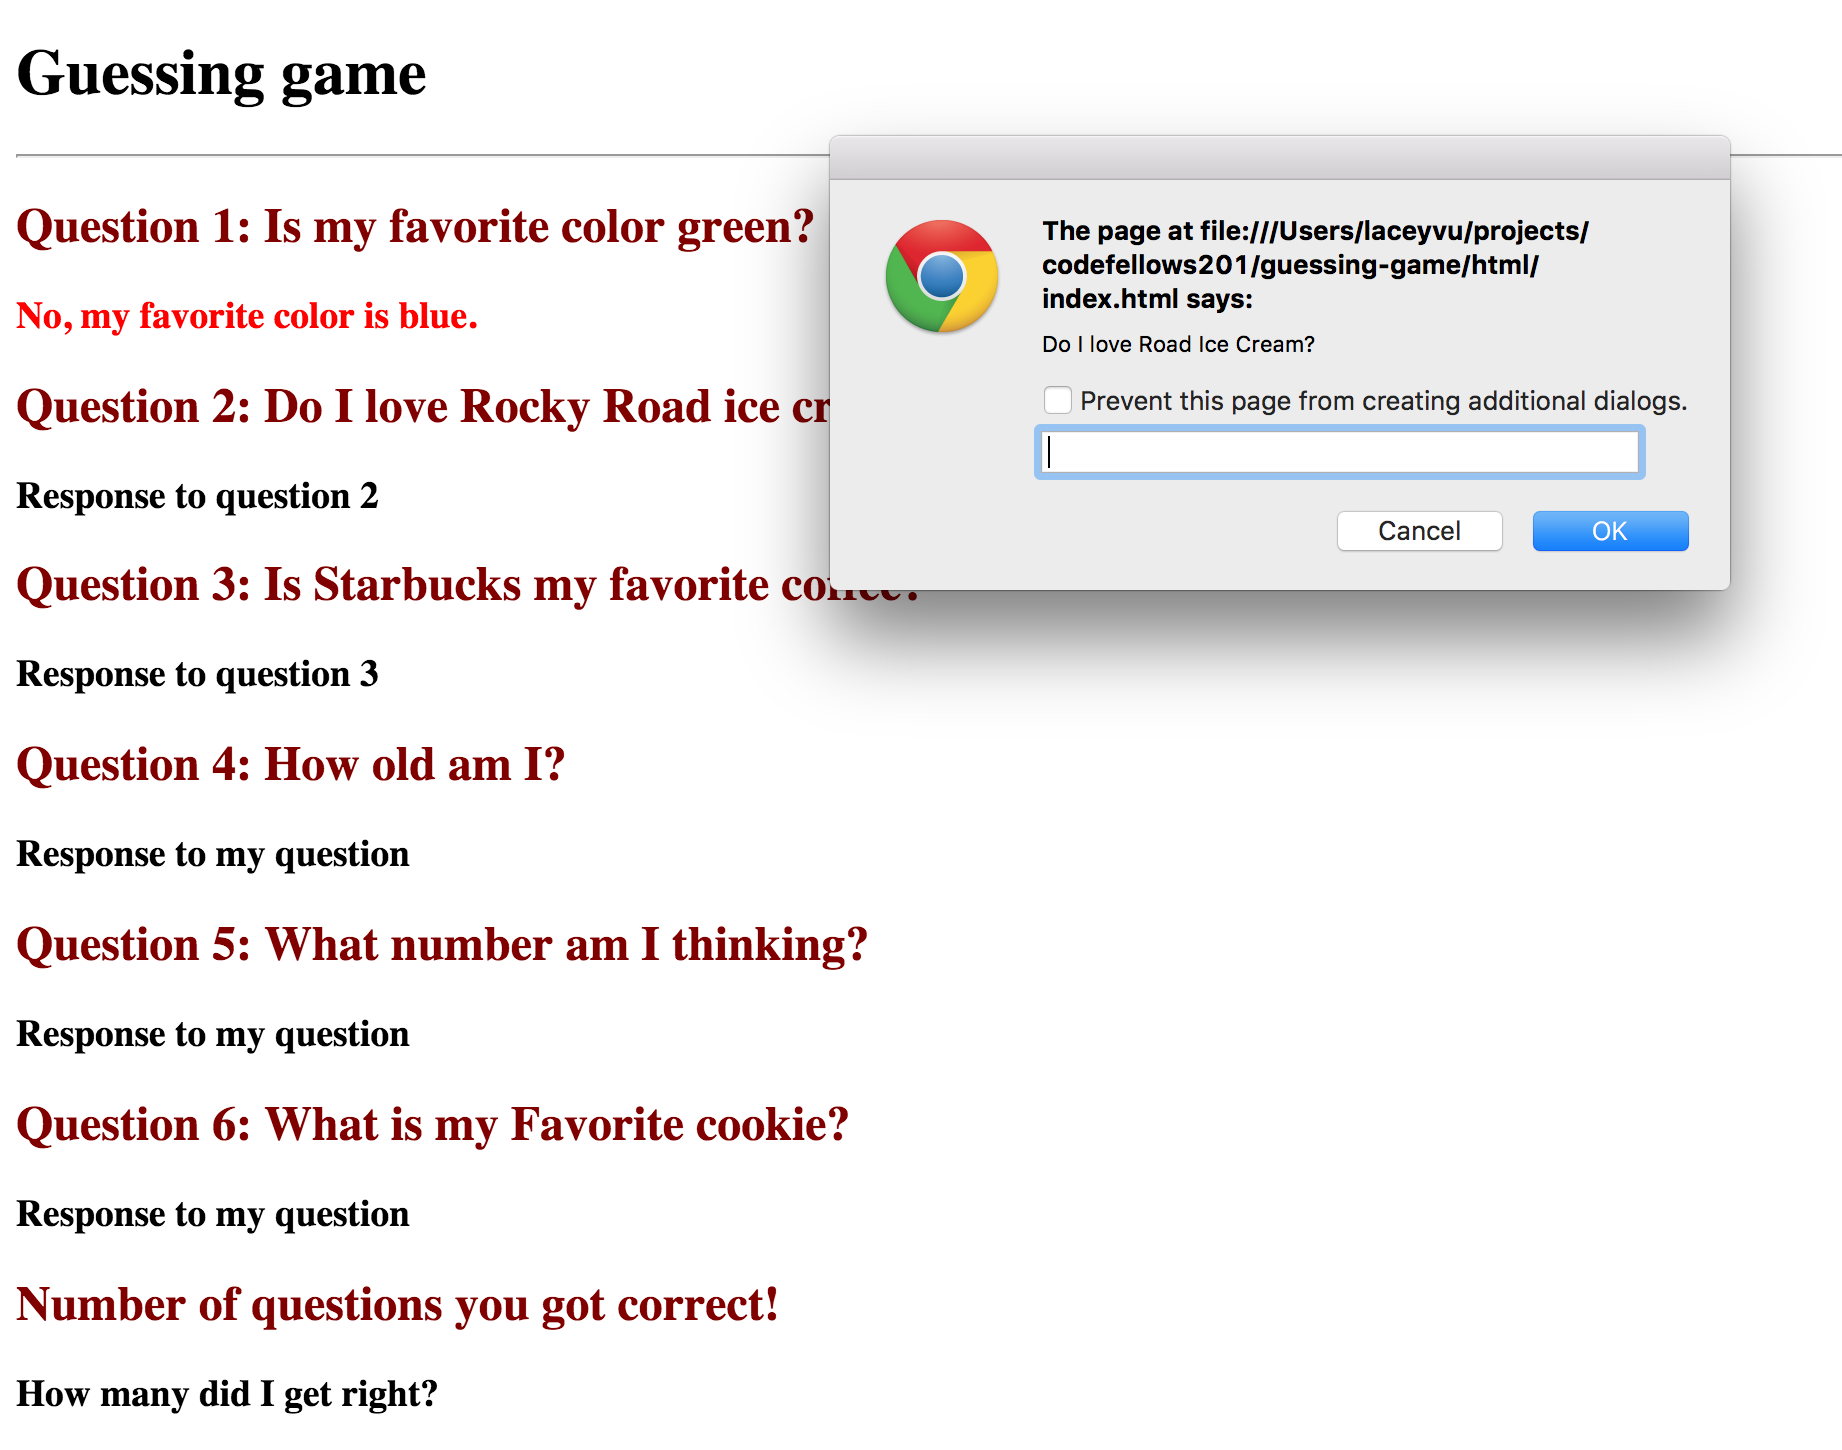 Guessing game
Question 1: Is my favorite color green?
No, my favorite color is blue.
Question 2: Do I love Rocky Road ice
Response to question 2
Question 3: Is Starbucks my favorite
Response to question 3
Question 4: How old am I?
Response to my question
Question 5: What number am I thinking?
Response to my question
Question 6: What is my Favorite cookie?
Response to my question
Number of questions you got correct!
How many did I get right?
The page at file:///Users/laceyvu/projects/
codefellows201/guessing-game/html/
index.html says:
Do I love Road Ice Cream?
Prevent this page from creating additional dialogs.
Cancel
OK